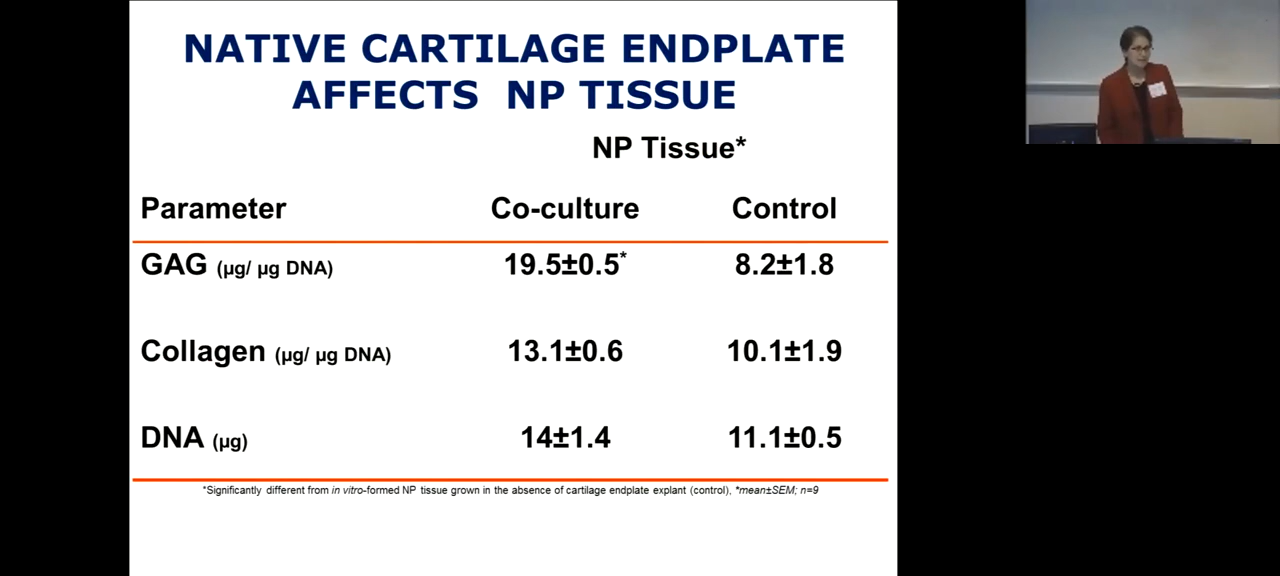 NATIVE CARTILAGE ENDPLATE
AFFECTS NP TISSUE
NP Tissue*
Parameter Co-culture Control
GAG (µg/ µg DNA) 19.5±0.5* 8.2±1.8
Collagen (µg/ µg DNA) 13.1±0.6 10.1±1.9
DNA (µg) 14±1.4 11.1±0.5
*Significantly different from in vitro-formed NP tissue grown in the absence of cartilage endplate explant (control), *mean±SEM; n=9